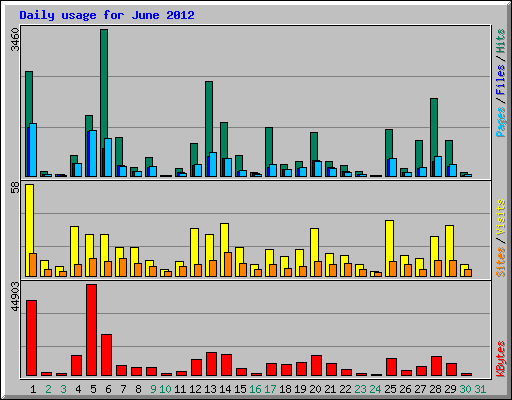 Daily usage for June 2012
3460
Pages / Files / Hits
58
Sites / Visits
44903
KBytes
1 2 3 4 5 6 7 8 9 10 11 12 13 14 15 16 17 18 19 20 21 22 23 24 25 26 27 28 29 30 31